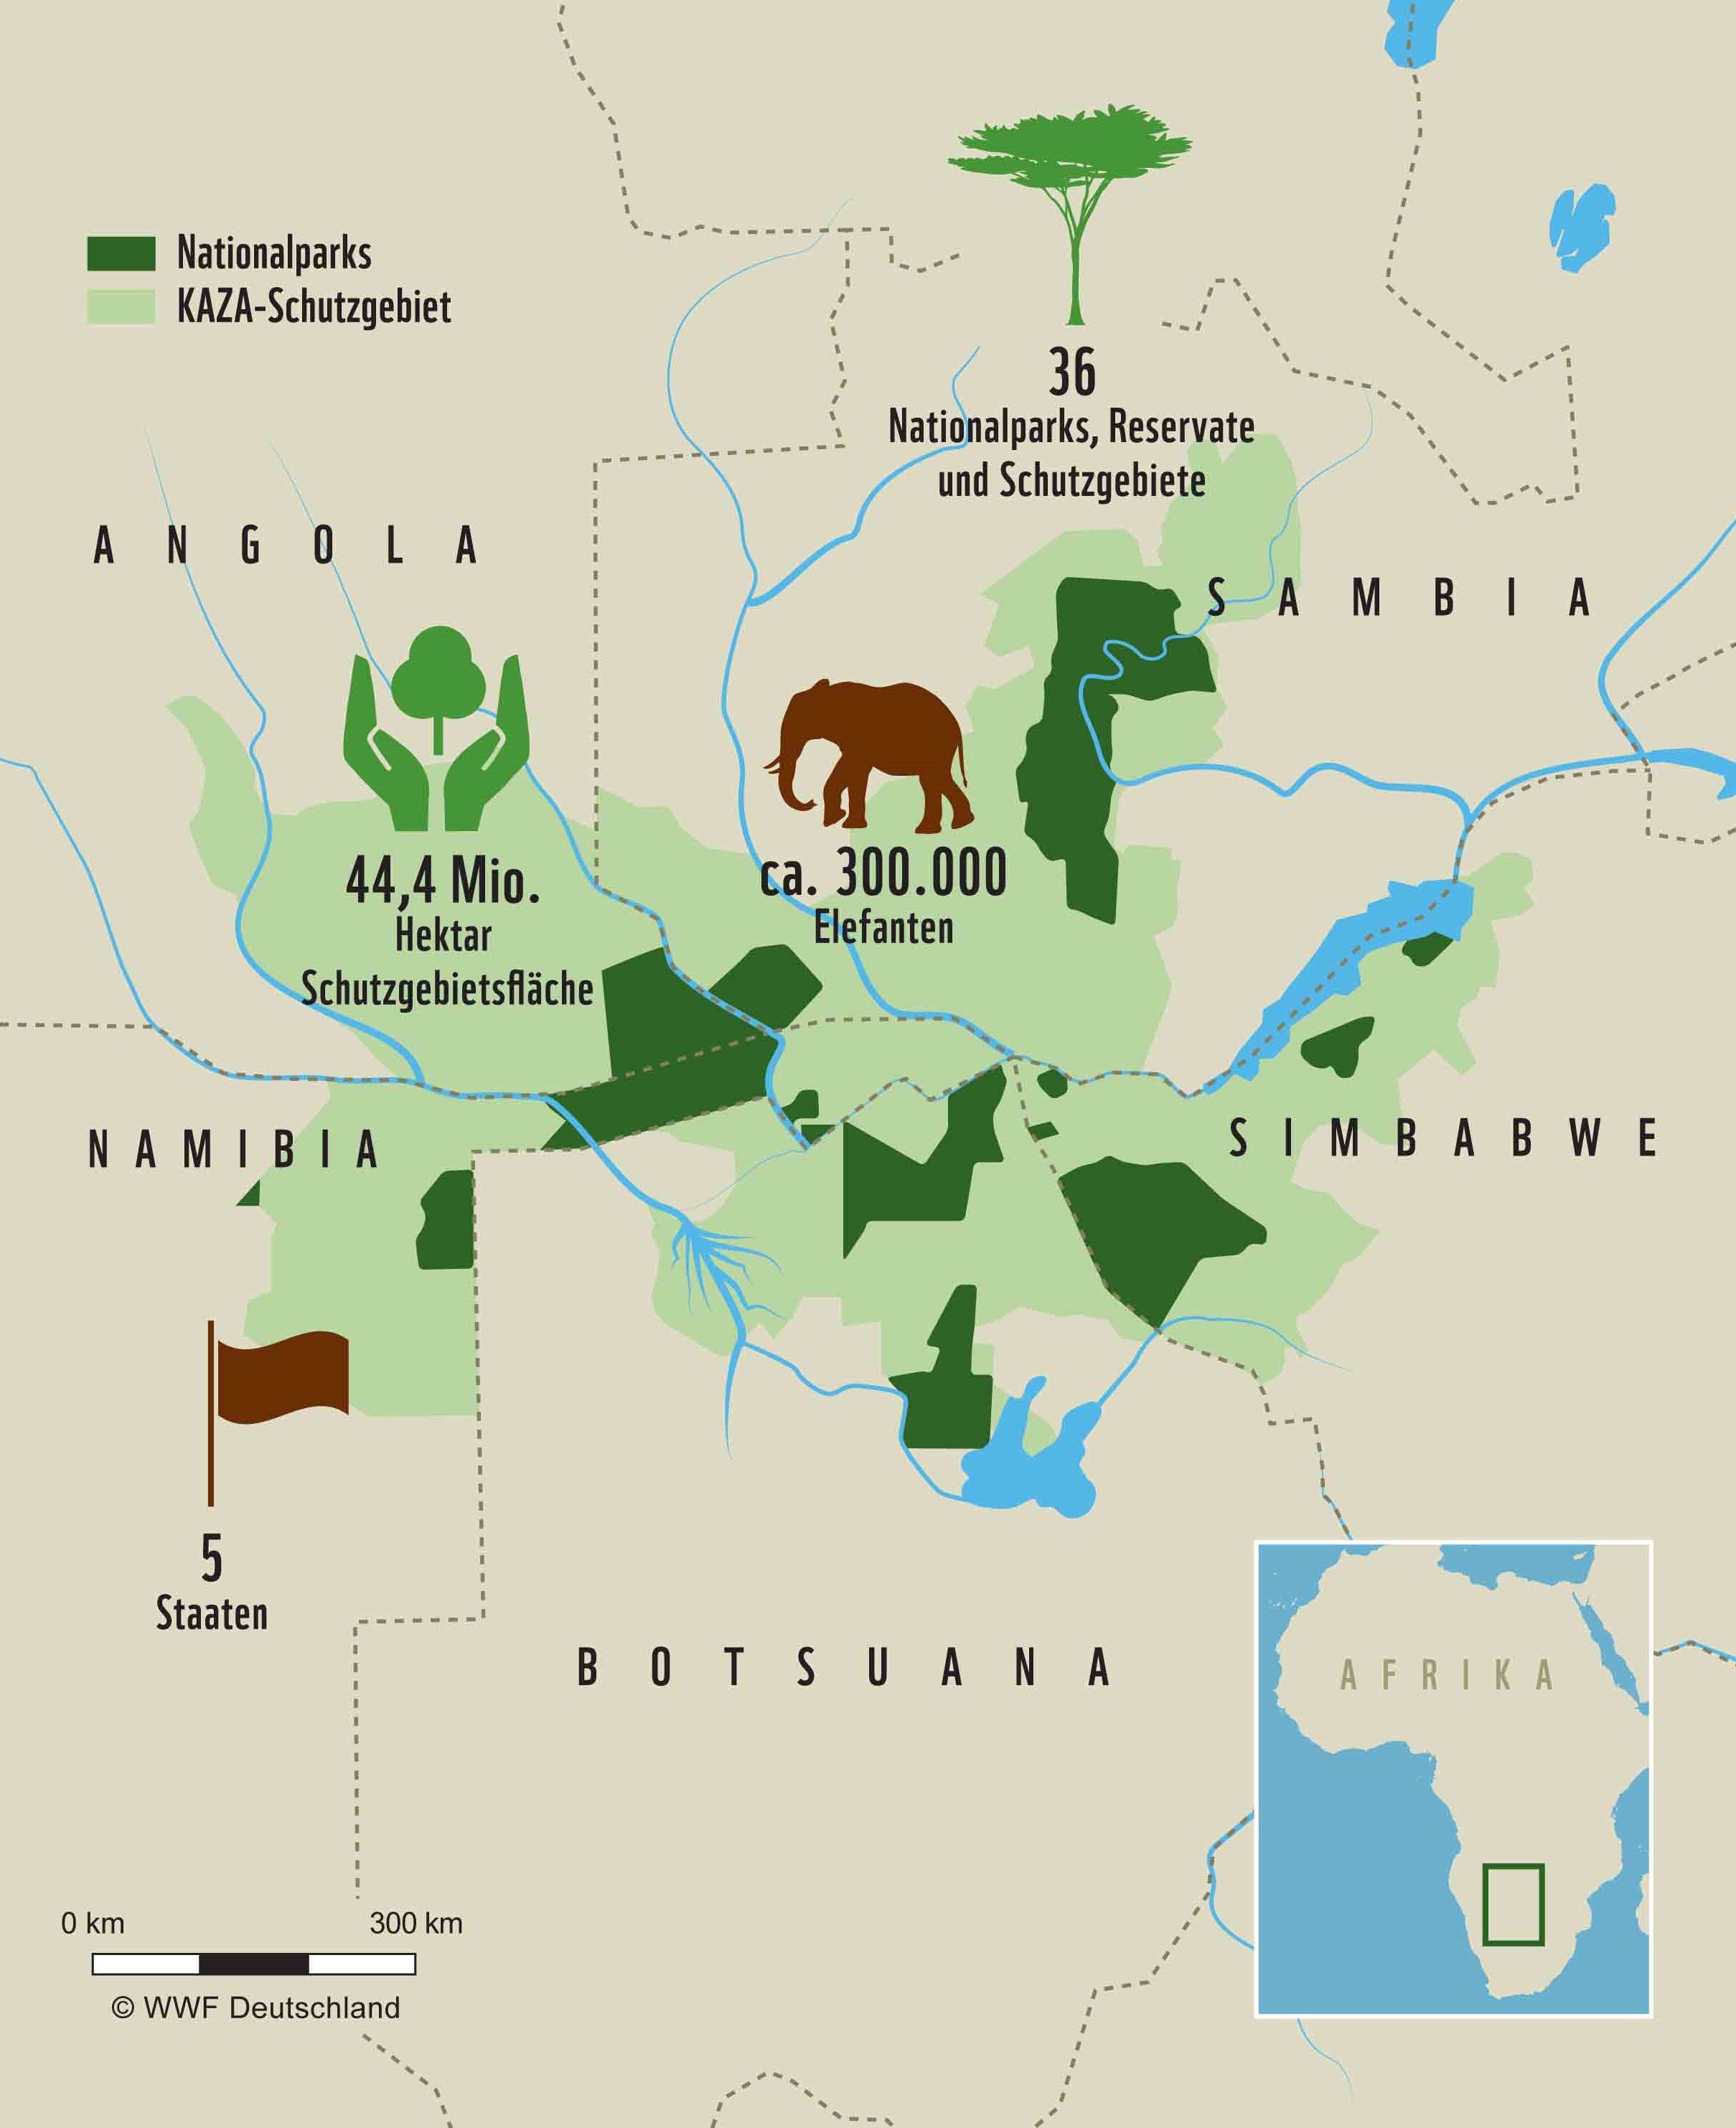 Nationalparks
KAZA-Schutzgebiet
36
Nationalparks, Reservate
und Schutzgebiete
ANGOLA
SAMBIA
44,4 Mio.
Hektar
Schutzgebietsfläche
ca. 300.000
Elefanten
NAMIBIA
SIMBABWE
5
Staaten
BOTSUANA
AFRIKA
0 km 300 km
© WWF Deutschland